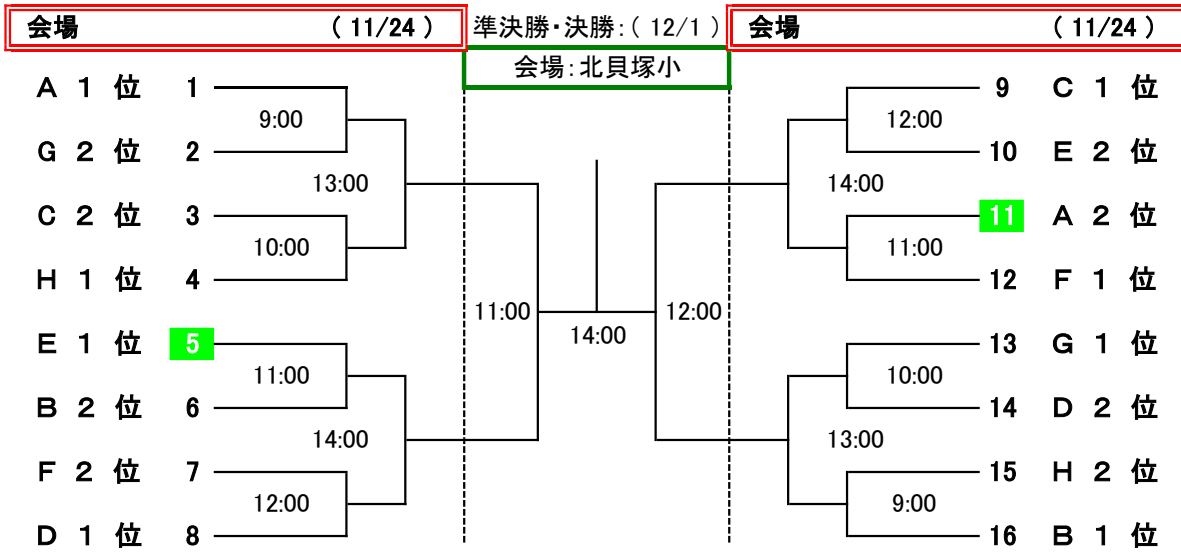 会場 ( 11/24 ) 準決勝・決勝:( 12/1 ) 会場 ( 11/24 )
会場:北貝塚小
A 1 位 1 9 C 1 位
9:00 12:00
G 2 位 2 10 E 2 位
13:00 14:00
C 2 位 3 11 A 2 位
10:00 11:00
H 1 位 4 12 F 1 位
11:00 12:00
14:00
E 1 位 5 13 G 1 位
11:00 10:00
B 2 位 6 14 D 2 位
14:00 13:00
F 2 位 7 15 H 2 位
12:00 9:00
D 1 位 8 16 B 1 位